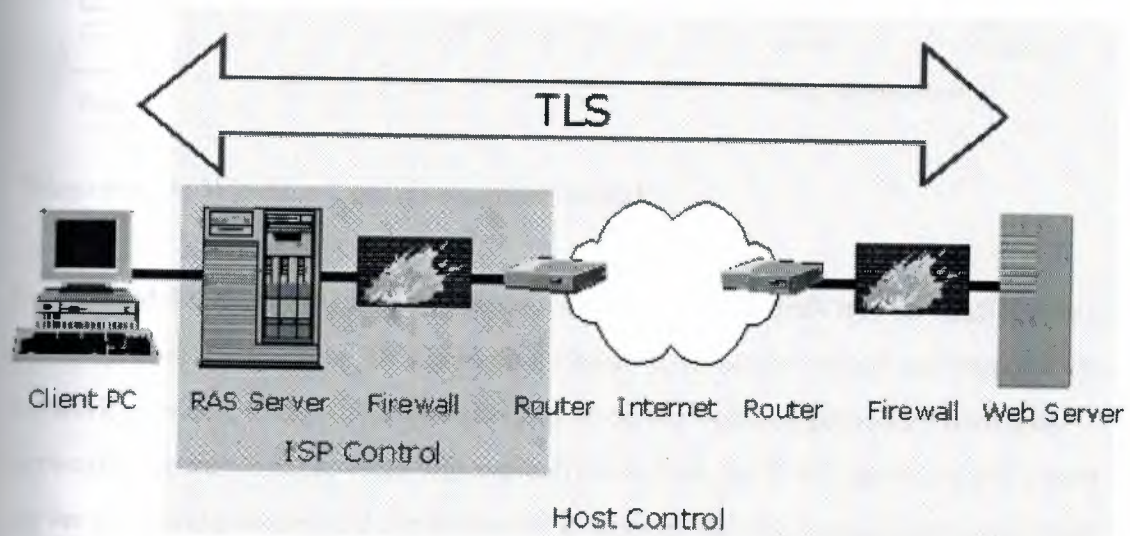 TLS
Client PC RAS Server Firewall Router Internet Router Firewall Web Server
ISP Control
Host Control